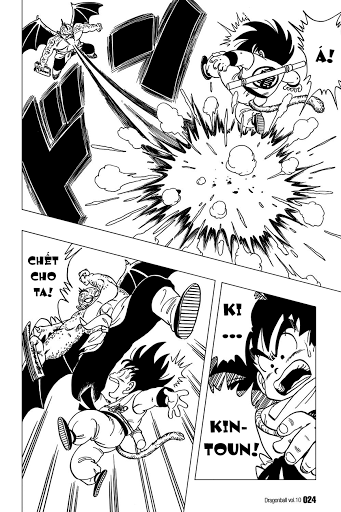 Á!
CHẾT
CHO
TA!
KI
...
KIN-
TOUN!
Dragonball vol.10 024